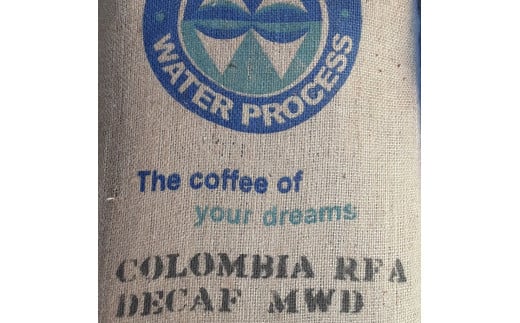 WATER PROCESS
The coffee of
your dreams
COLOMBIA RFA
DECAF MWD